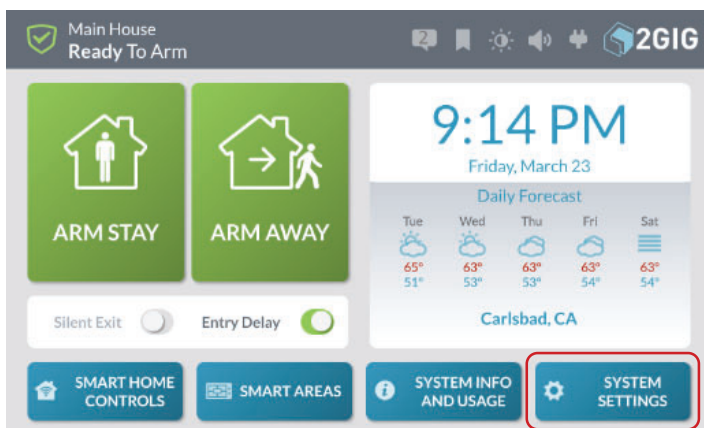 Main House
Ready To Arm
2
2GIG
ARM STAY
ARM AWAY
9:14 PM
Friday, March 23
Daily Forecast
Tue Wed Thu Fri Sat
65° 63° 63° 63° 63°
51° 53° 53° 54° 54°
Carlsbad, CA
Silent Exit
Entry Delay
SMART HOME
CONTROLS
SMART AREAS
SYSTEM INFO
AND USAGE
SYSTEM
SETTINGS